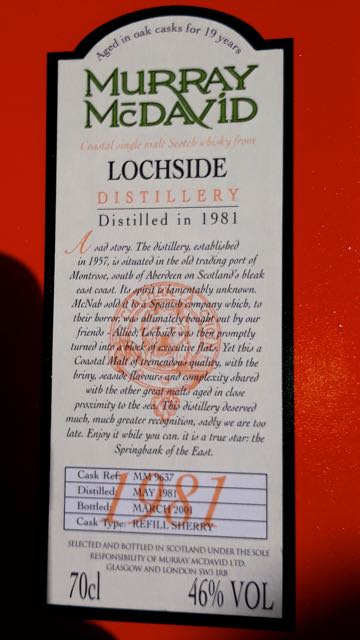 Aged in oak casks for 19 years
MURRAY
McDAVID
Coastal single malt Scotch whisky from
LOCHSIDE
DISTILLERY
Distilled in 1981
A sad story. The distillery, established
in 1957, is situated in the old trading port of
Montrose, south of Aberdeen on Scotland's bleak
east coast. Its spirit is lamentably unknown.
McNab sold it to a Spanish company which, to
their horror, was ultimately bought out by our
friends - Allied; Lochside was then promptly
turned into a block of executive flats. Yet this a
Coastal Malt of tremendous quality, with the
briny, seaside flavours and complexity shared
with the other great malts aged in close
proximity to the sea. This distillery deserved
much, much greater recognition, sadly we are too
late. Enjoy it while you can. it is a true star: the
Springbank of the East.
1981
Cask Ref: MM 9637
Distilled: MAY 1981
Bottled: MARCH 2001
Cask Type: REFILL SHERRY
SELECTED AND BOTTLED IN SCOTLAND UNDER THE SOLE
RESPONSIBILITY OF MURRAY MCDAVID LTD.
GLASGOW AND LONDON SW3 1RB
70cl 46% VOL